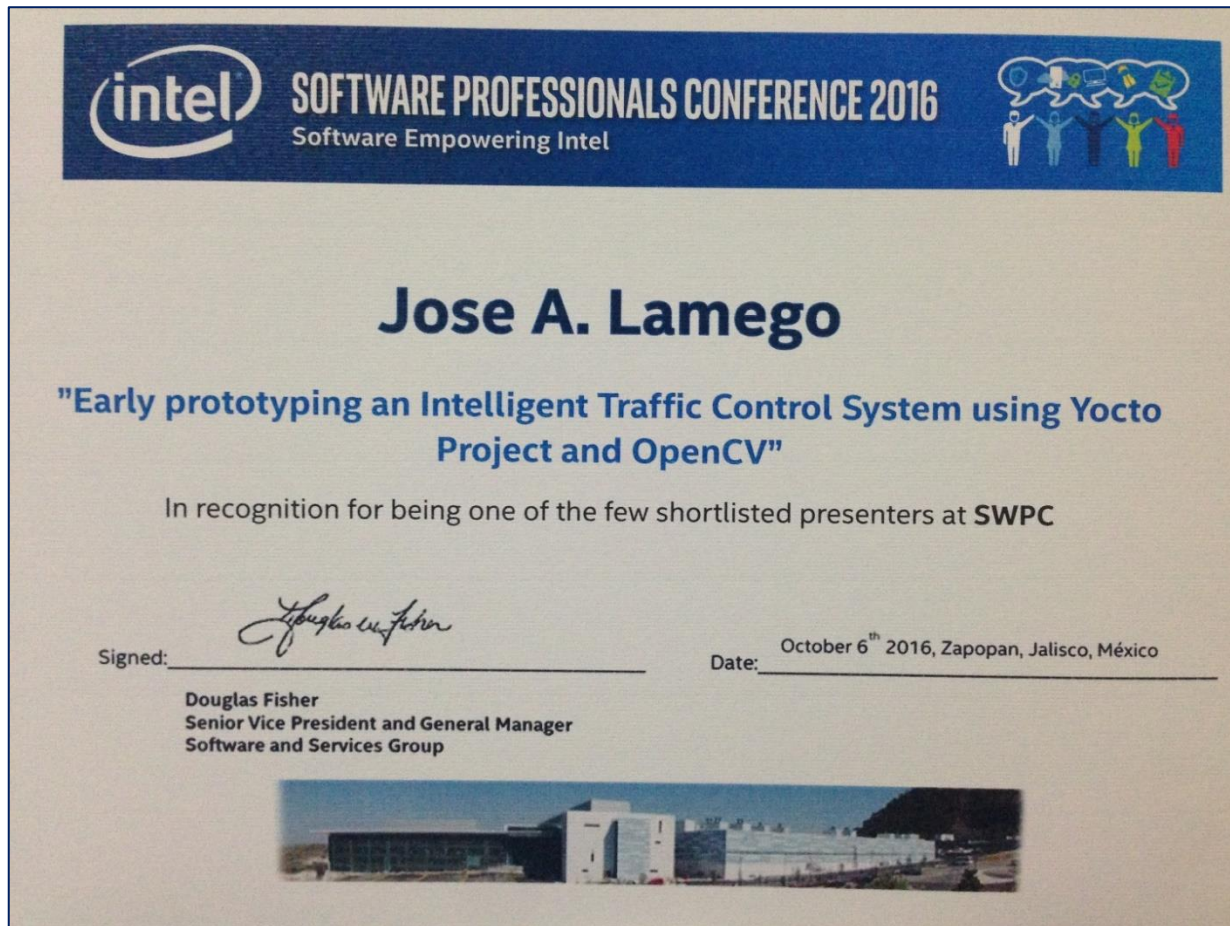 intel
SOFTWARE PROFESSIONALS CONFERENCE 2016
Software Empowering Intel
Jose A. Lamego
"Early prototyping an Intelligent Traffic Control System using Yocto
Project and OpenCV"
In recognition for being one of the few shortlisted presenters at SWPC
Signed:
Date: October 6th 2016, Zapopan, Jalisco, México
Douglas Fisher
Senior Vice President and General Manager
Software and Services Group